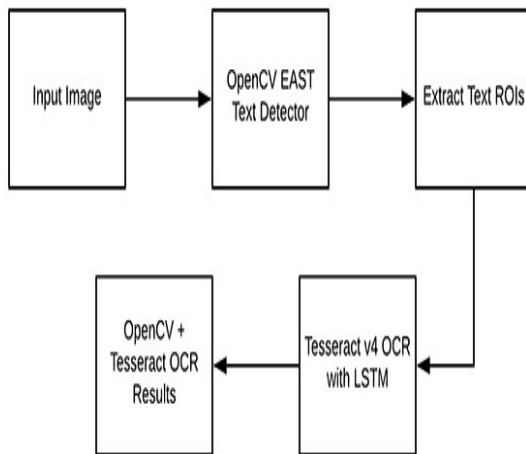 Input Image
OpenCV EAST
Text Detector
Extract Text ROIs
Tesseract v4 OCR
with LSTM
OpenCV +
Tesseract OCR
Results